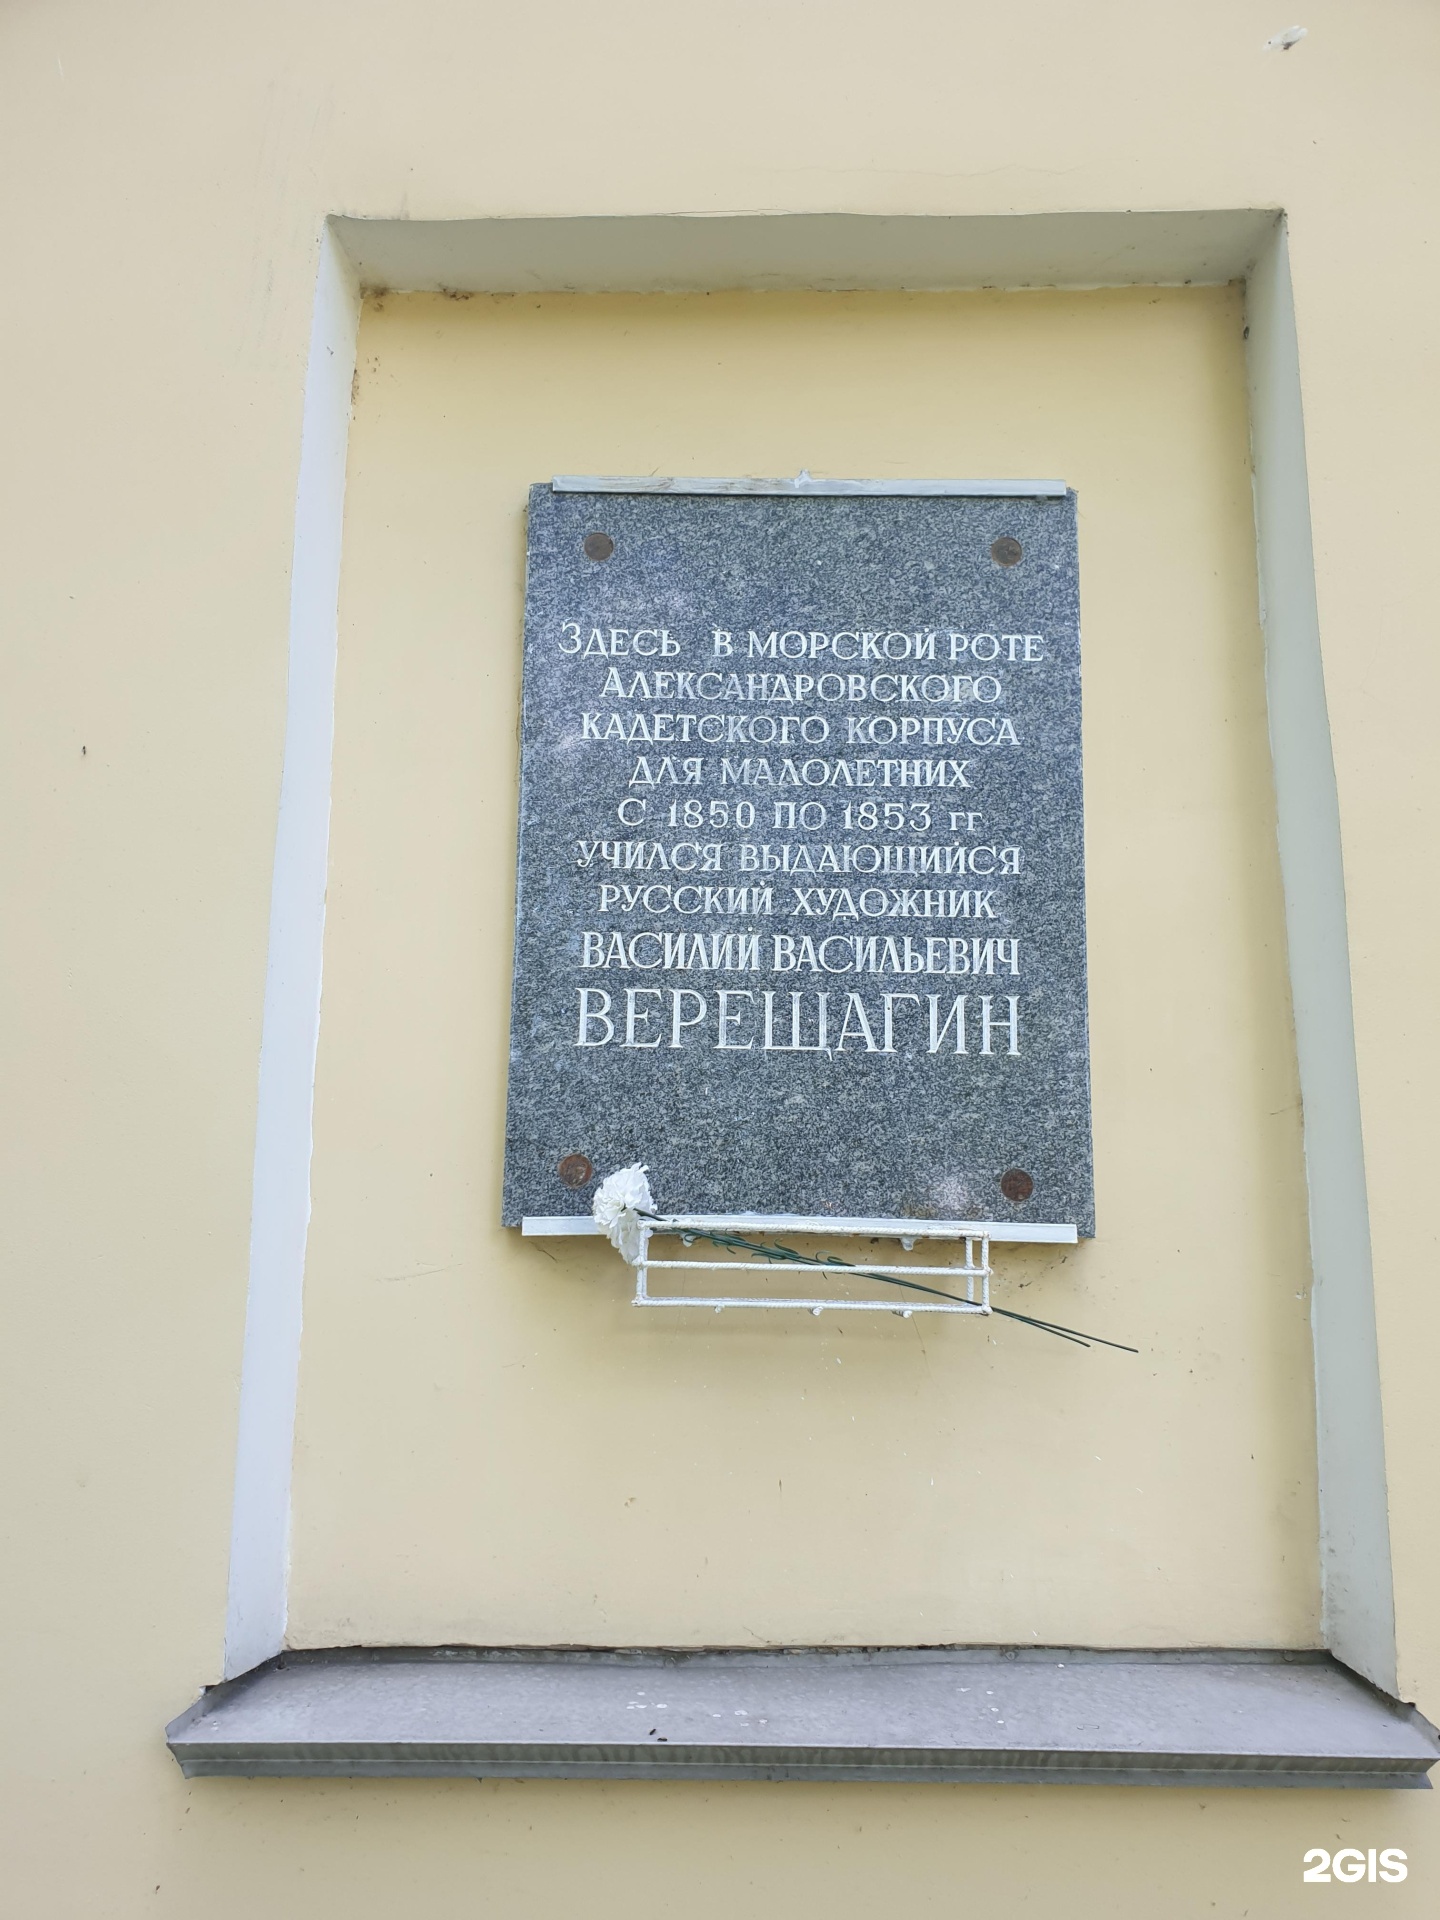 Здесь в морской роте
Александровского
кадетского корпуса
для малолетних
с 1850 по 1853 гг
учился выдающийся
русский художник
Василий Васильевич
ВЕРЕЩАГИН
2GIS